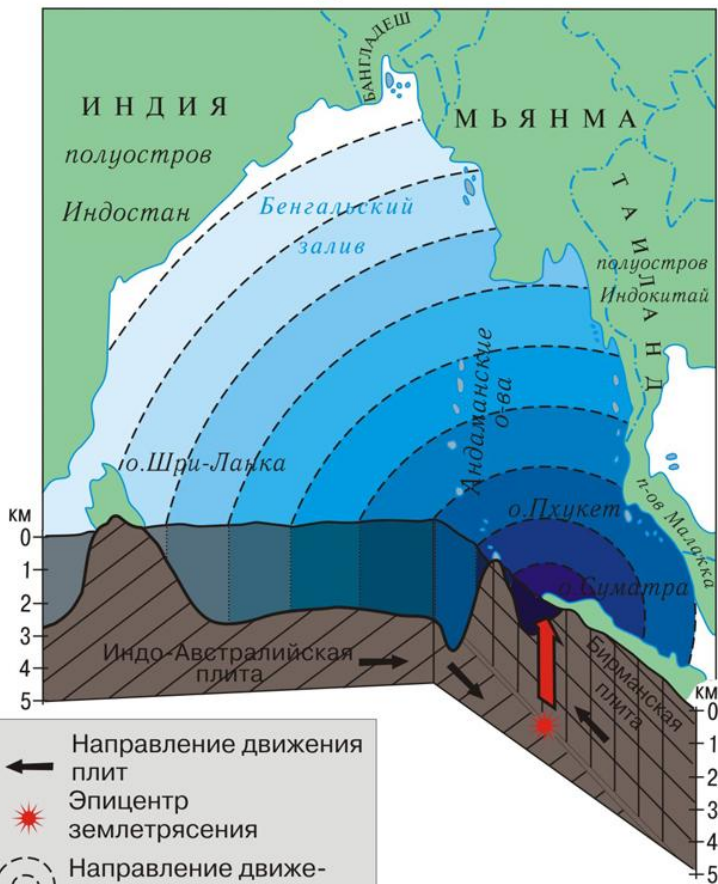 БАНГЛАДЕШ
ИНДИЯ
полуостров
Индостан
МЬЯНМА
ТАИЛАНД
Бенгальский
залив
полуостров
Индокитай
Андаманские
о-ва
о.Шри-Ланка
о.Пхукет
п-ов Малакка
о.Суматра
км
0
1
2
3
4
5
Индо-Австралийская
плита
Бирманская
плита
км
0
1
2
3
4
5
Направление движения
плит
Эпицентр
землетрясения
Направление движе-